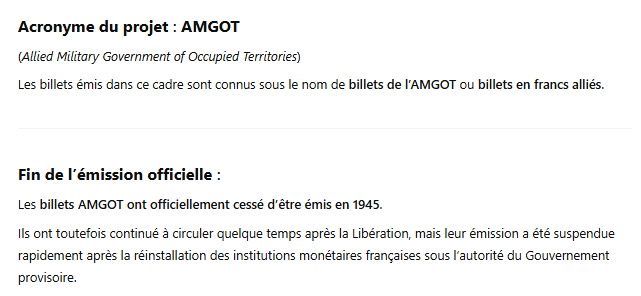 Acronyme du projet : AMGOT
(Allied Military Government of Occupied Territories)
Les billets émis dans ce cadre sont connus sous le nom de billets de l’AMGOT ou billets en francs alliés.
Fin de l’émission officielle :
Les billets AMGOT ont officiellement cessé d’être émis en 1945.
Ils ont toutefois continué à circuler quelque temps après la Libération, mais leur émission a été suspendue
rapidement après la réinstallation des institutions monétaires françaises sous l’autorité du Gouvernement
provisoire.